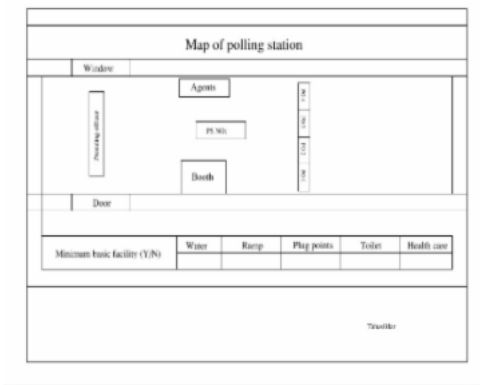 Map of polling station
Window
Agents
Presiding officer
PS NO:
Booth
Door
Minimum basic facility (Y/N)
Water
Ramp
Plug points
Toilet
Health care